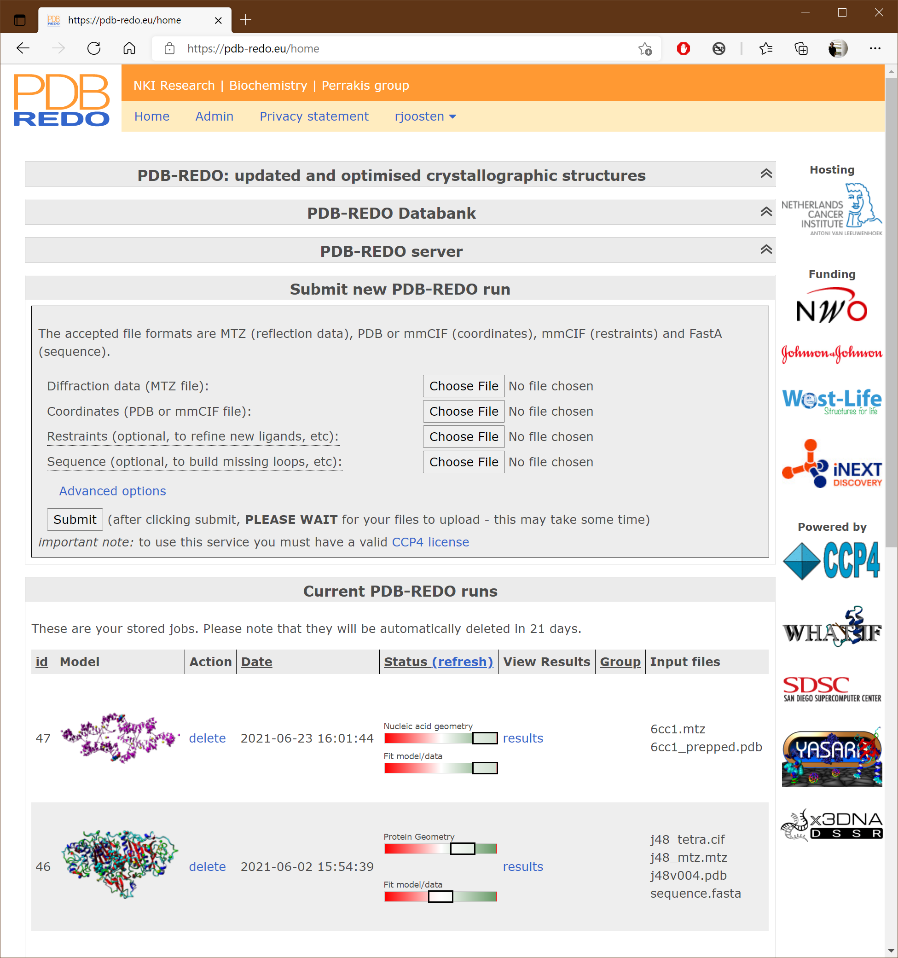 https://pdb-redo.eu/home
https://pdb-redo.eu/home
PDB
REDO
NKI Research | Biochemistry | Perrakis group
Home Admin Privacy statement rjoosten
PDB-REDO: updated and optimised crystallographic structures
PDB-REDO Databank
PDB-REDO server
Submit new PDB-REDO run
The accepted file formats are MTZ (reflection data), PDB or mmCIF (coordinates), mmCIF (restraints) and FastA
(sequence).
Diffraction data (MTZ file): Choose File No file chosen
Coordinates (PDB or mmCIF file): Choose File No file chosen
Restraints (optional, to refine new ligands, etc): Choose File No file chosen
Sequence (optional, to build missing loops, etc): Choose File No file chosen
Advanced options
Submit (after clicking submit, PLEASE WAIT for your files to upload - this may take some time)
important note: to use this service you must have a valid CCP4 license
Current PDB-REDO runs
These are your stored jobs. Please note that they will be automatically deleted in 21 days.
id Model Action Date Status (refresh) View Results Group Input files
47 delete 2021-06-23 16:01:44
Nucleic acid geometry
Fit model/data
results
6cc1.mtz
6cc1_prepped.pdb
46 delete 2021-06-02 15:54:39
Protein Geometry
Fit model/data
results
j48_tetra.cif
j48_mtz.mtz
j48v004.pdb
sequence.fasta
Hosting
NETHERLANDS
CANCER
INSTITUTE
ANTONI VAN LEEUWENHOEK
Funding
NWO
Johnson & Johnson
West-Life
Structures for life
iNEXT
DISCOVERY
Powered by
CCP4
WHAT IF
SDSC
SAN DIEGO SUPERCOMPUTER CENTER
YASARA
x3DNA
DSSR